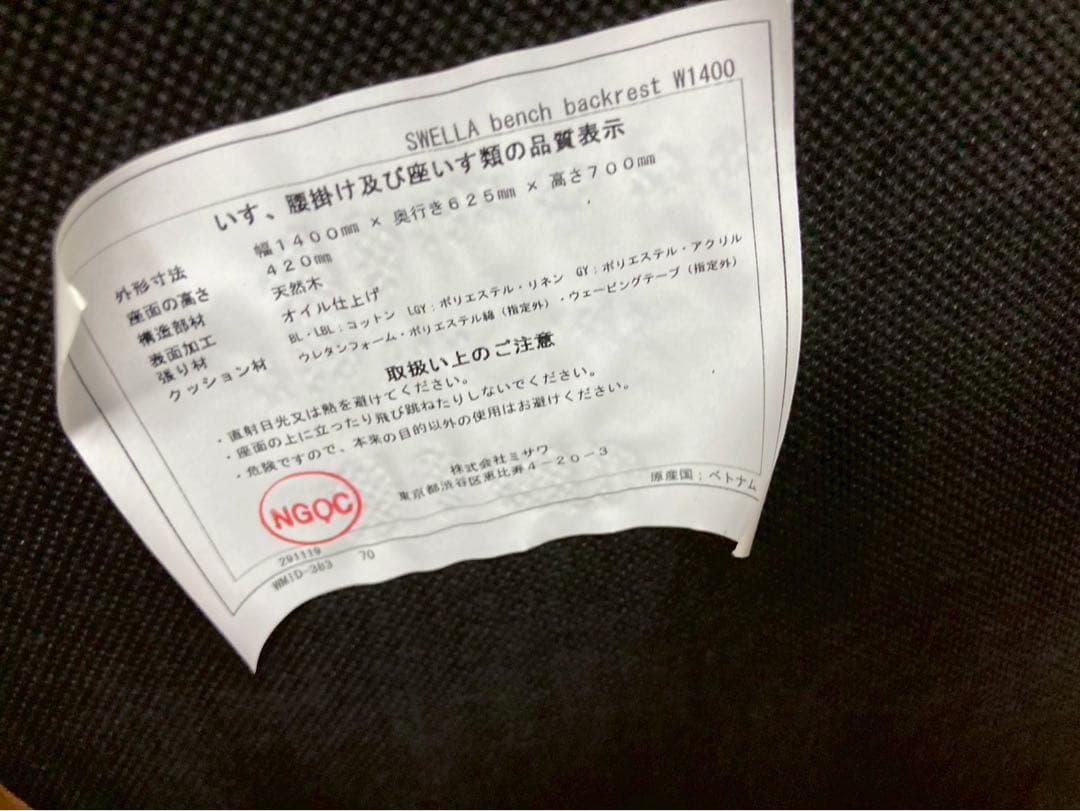 SWELLA bench backrest W1400
いす、腰掛け及び座いす類の品質表示
外形寸法 幅1400㎜ × 奥行き625㎜ × 高さ700㎜
座面の高さ 420㎜
構造部材 天然木
表面加工 オイル仕上げ
張り材 BL・LBL:コットン LGY:ポリエステル・リネン GY:ポリエステル・アクリル
クッション材 ウレタンフォーム・ポリエステル綿(指定外)・ウェービングテープ(指定外)
取扱い上のご注意
・直射日光又は熱を避けてください。
・座面の上に立ったり飛び跳ねたりしないでください。
・危険ですので、本来の目的以外の使用はお避けください。
株式会社ミサワ
東京都渋谷区恵比寿4-20-3
原産国:ベトナム
NGOC
291119 70
WMID-383